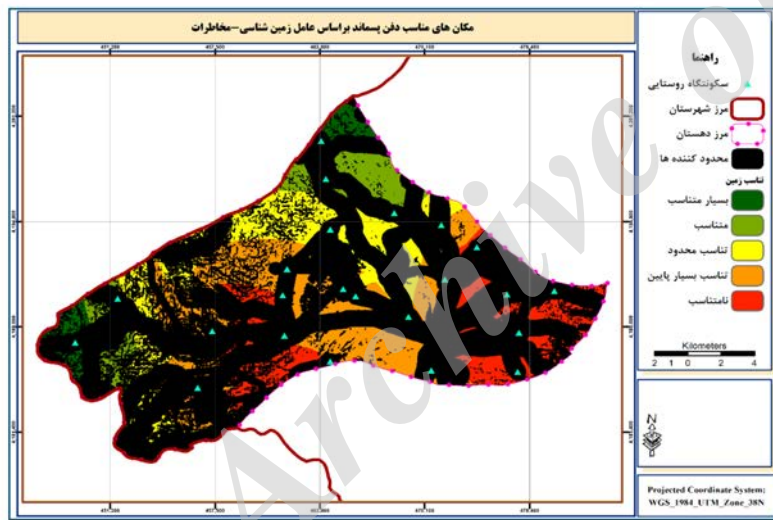 مکان های مناسب دفن پسماند براساس عامل زمین شناسی-مخاطرات
راهنما
سکونتگاه روستایی
مرز شهرستان
مرز دهستان
محدود کننده ها
تناسب زمین
بسیار متناسب
متناسب
تناسب محدود
تناسب بسیار پایین
نامتناسب
Kilometers
2 1 0 2 4
N
Projected Coordinate System:
WGS_1984_UTM_Zone_38N
Archive of